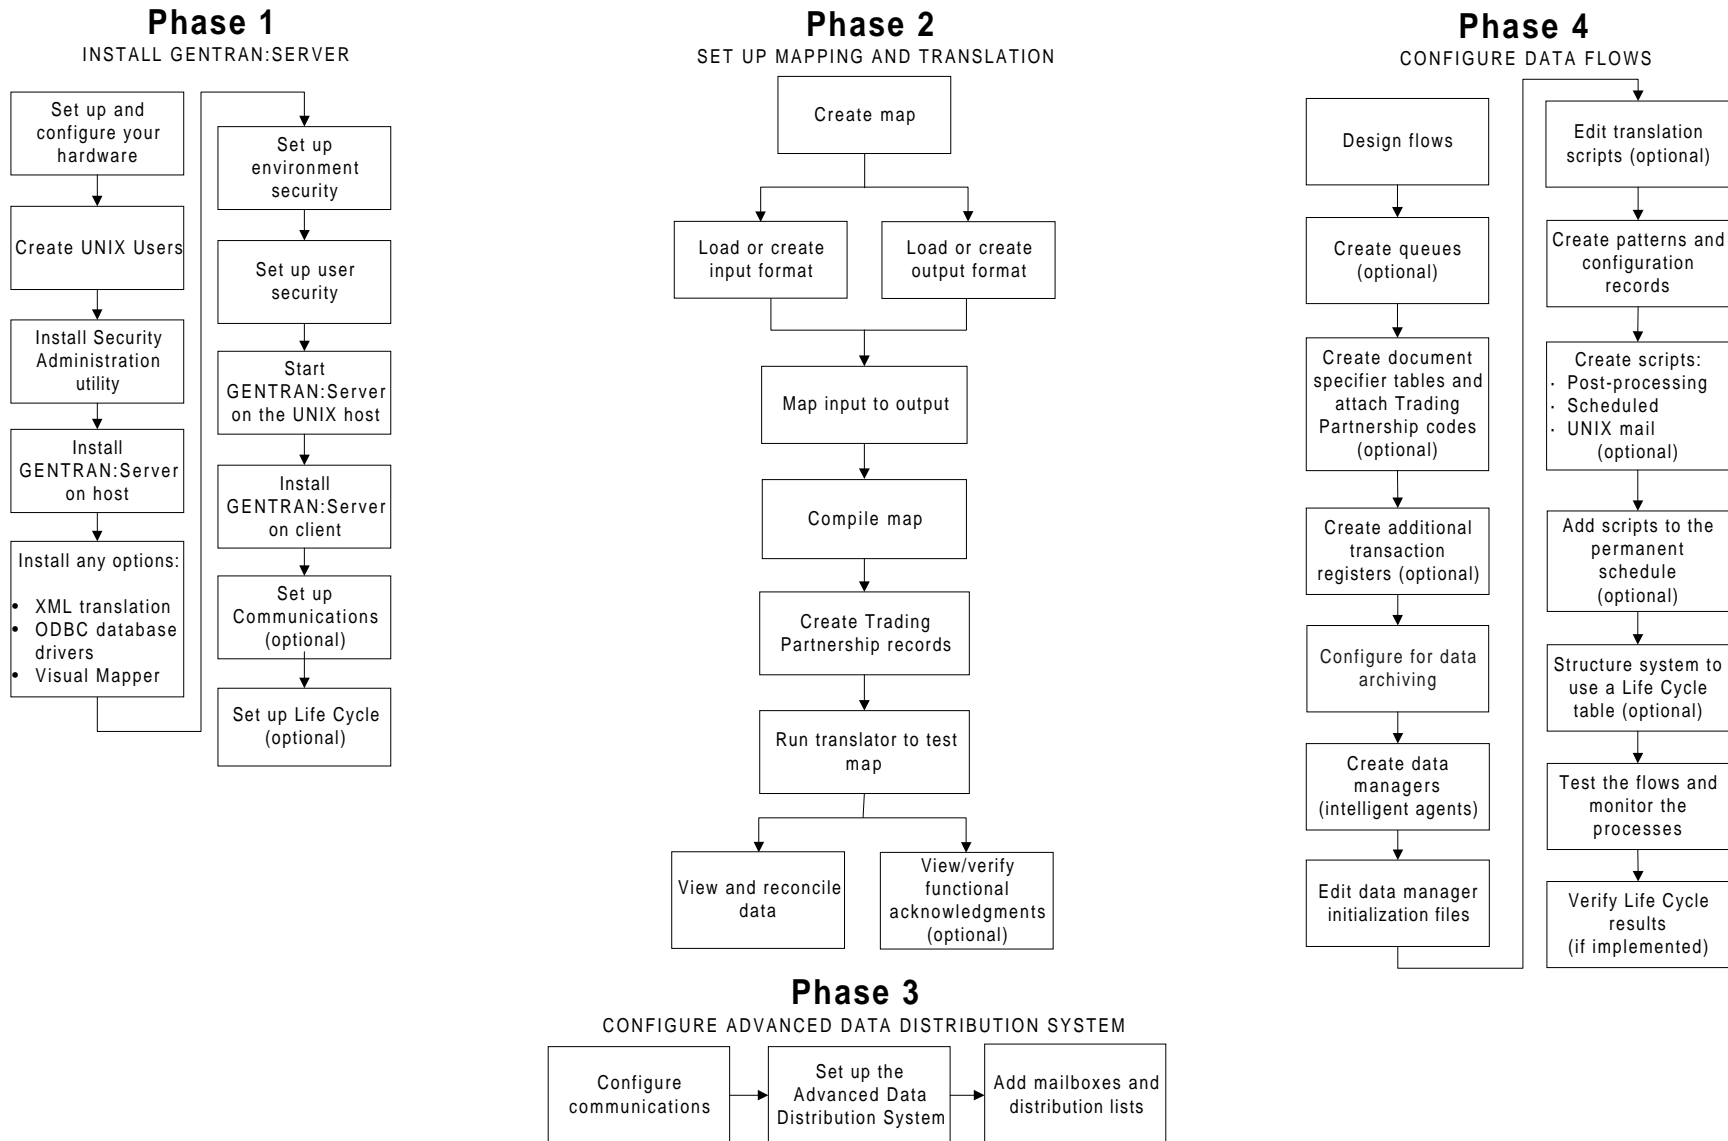 Phase 1
INSTALL GENTRAN:SERVER
Set up and
configure your
hardware
Create UNIX Users
Install Security
Administration
utility
Install
GENTRAN:Server
on host
Install any options:
• XML translation
• ODBC database
drivers
• Visual Mapper
Set up
environment
security
Set up user
security
Start
GENTRAN:Server
on the UNIX host
Install
GENTRAN:Server
on client
Set up
Communications
(optional)
Set up Life Cycle
(optional)
Phase 2
SET UP MAPPING AND TRANSLATION
Create map
Load or create
input format
Load or create
output format
Map input to output
Compile map
Create Trading
Partnership records
Run translator to test
map
View and reconcile
data
View/verify
functional
acknowledgments
(optional)
Phase 3
CONFIGURE ADVANCED DATA DISTRIBUTION SYSTEM
Configure
communications
Set up the
Advanced Data
Distribution System
Add mailboxes and
distribution lists
Phase 4
CONFIGURE DATA FLOWS
Design flows
Create queues
(optional)
Create document
specifier tables and
attach Trading
Partnership codes
(optional)
Create additional
transaction
registers (optional)
Configure for data
archiving
Create data
managers
(intelligent agents)
Edit data manager
initialization files
Edit translation
scripts (optional)
Create patterns and
configuration
records
Create scripts:
· Post-processing
· Scheduled
· UNIX mail
(optional)
Add scripts to the
permanent
schedule
(optional)
Structure system to
use a Life Cycle
table (optional)
Test the flows and
monitor the
processes
Verify Life Cycle
results
(if implemented)